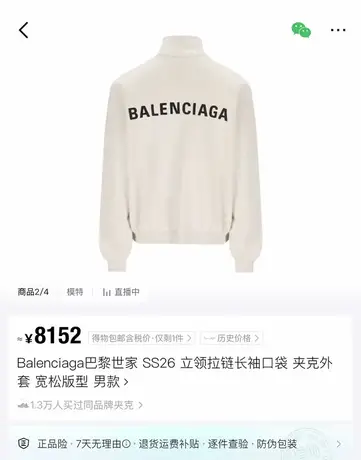 BALENCIAGA
商品2/4
模特
直播中
≈¥8152
得物包邮含税价·仅剩1件 >
历史价格 >
Balenciaga巴黎世家 SS26 立领拉链长袖口袋 夹克外
套 宽松版型 男款 >
1.3万人买过同品牌夹克 >
正品险 · 7天无理由 · 退货运费补贴 · 逐件查验 · 防伪包装 >